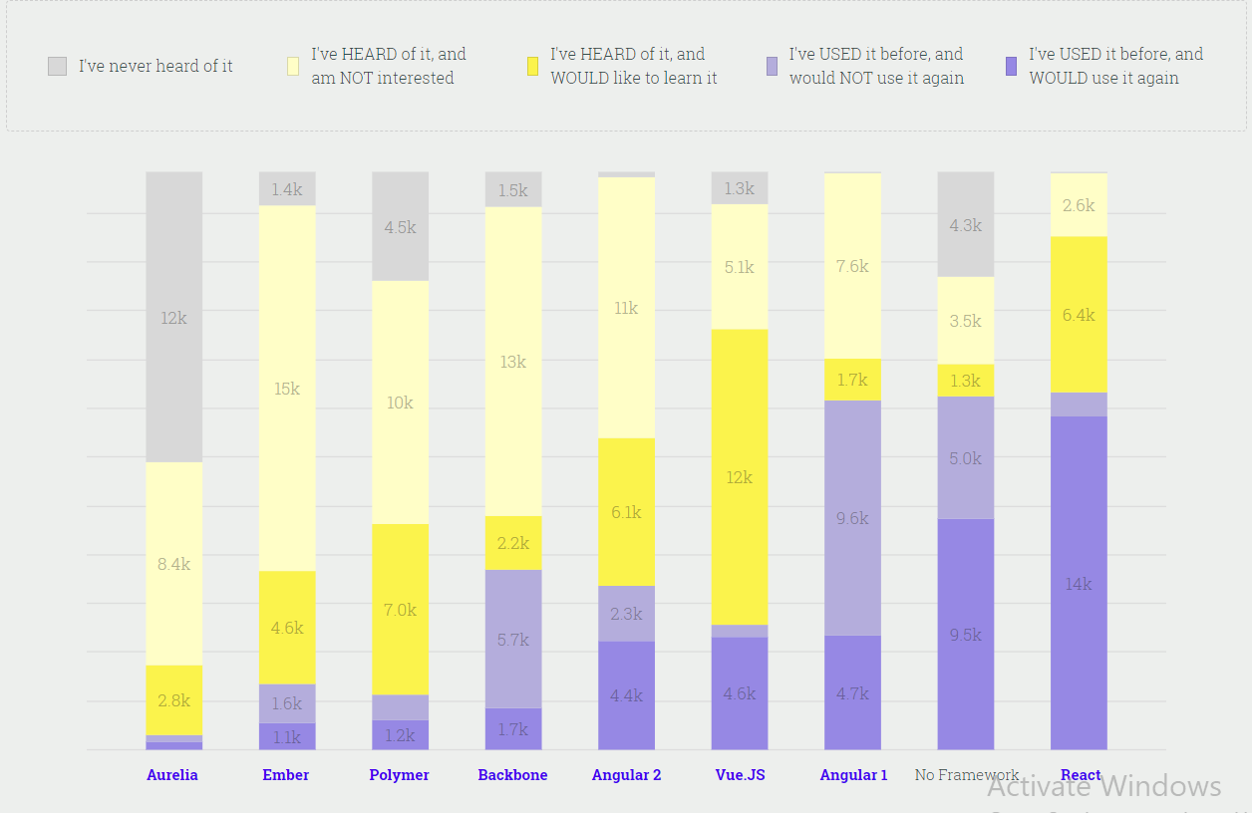 I've never heard of it
I've HEARD of it, and
am NOT interested
I've HEARD of it, and
WOULD like to learn it
I've USED it before, and
would NOT use it again
I've USED it before, and
WOULD use it again
12k
8.4k
2.8k
1.4k
15k
4.6k
1.6k
1.1k
4.5k
10k
7.0k
1.2k
1.5k
13k
2.2k
5.7k
1.7k
11k
6.1k
2.3k
4.4k
1.3k
5.1k
12k
4.6k
7.6k
1.7k
9.6k
4.7k
4.3k
3.5k
1.3k
5.0k
9.5k
2.6k
6.4k
14k
Aurelia
Ember
Polymer
Backbone
Angular 2
Vue.JS
Angular 1
No Framework
React
Activate Windows